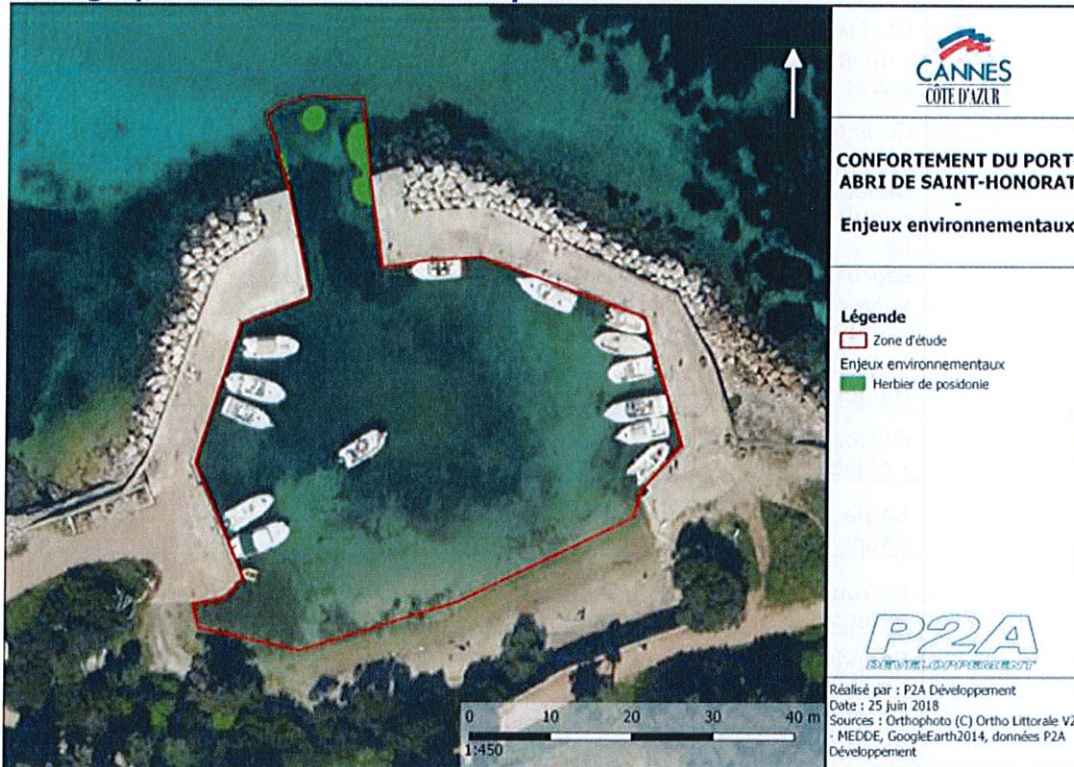 CANNES
CÔTE D'AZUR
CONFORTEMENT DU PORT-
ABRI DE SAINT-HONORAT
-
Enjeux environnementaux
Légende
Zone d'étude
Enjeux environnementaux
Herbier de posidonie
0 10 20 30 40 m
1:450
P2A
DÉVELOPPEMENT
Réalisé par : P2A Développement
Date : 25 juin 2018
Sources : Orthophoto (C) Ortho Littorale V2
- MEDDE, GoogleEarth2014, données P2A
Développement